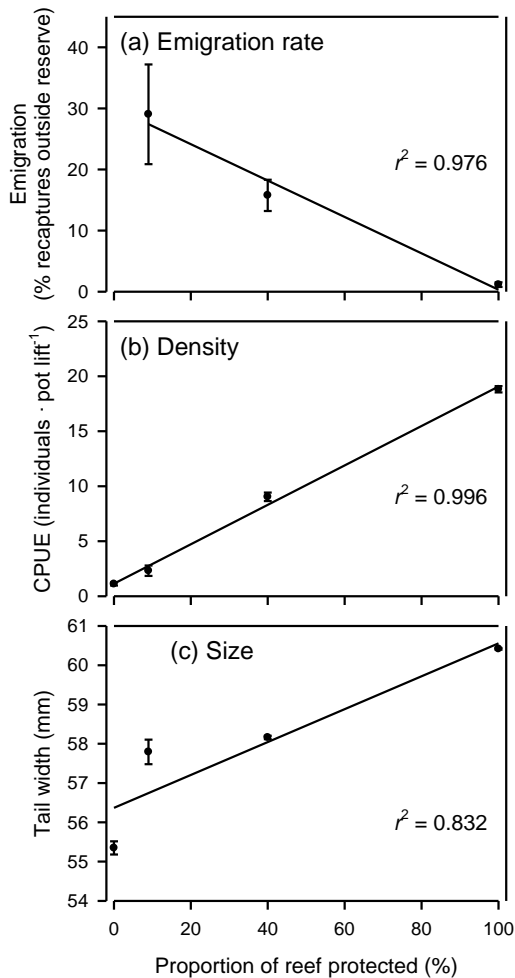 (a) Emigration rate
Emigration
(% recaptures outside reserve)
40
30
20
10
0
r² = 0.976
(b) Density
CPUE (individuals · pot lift⁻¹)
25
20
15
10
5
0
r² = 0.996
(c) Size
Tail width (mm)
61
60
59
58
57
56
55
54
r² = 0.832
0 20 40 60 80 100
Proportion of reef protected (%)